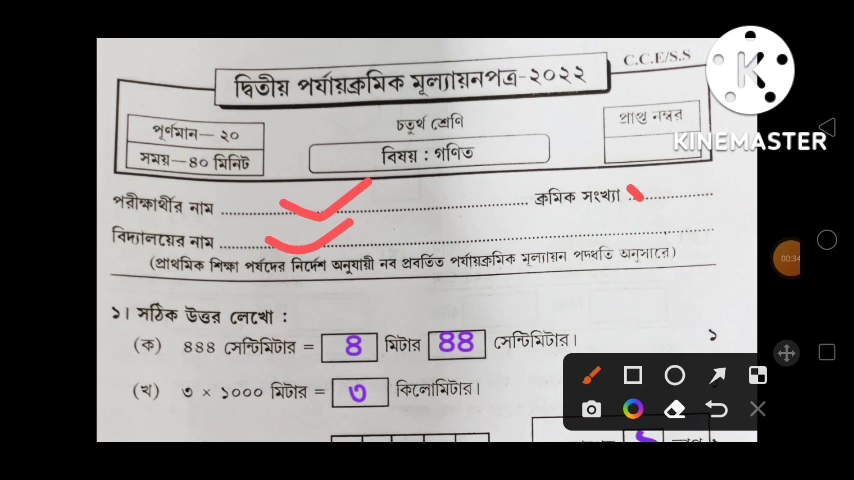 C.C.E/S.S
দ্বিতীয় পর্যায়ক্রমিক মূল্যায়নপত্র-২০২২
KINEMASTER
পূর্ণমান— ২০
চতুর্থ শ্রেণি
প্রাপ্ত নম্বর
সময়—৪০ মিনিট
বিষয় : গণিত
পরীক্ষার্থীর নাম ........ ক্রমিক সংখ্যা : ........
বিদ্যালয়ের নাম ........
(প্রাথমিক শিক্ষা পর্ষদের নির্দেশ অনুযায়ী নব প্রবর্তিত পর্যায়ক্রমিক মূল্যায়ন পদ্ধতি অনুসারে)
00:34
১। সঠিক উত্তর লেখো :
(ক) ৪৪৪ সেন্টিমিটার = ৪ মিটার ৪৪ সেন্টিমিটার। ১
(খ) ৩ × ১০০০ মিটার = ৩ কিলোমিটার।